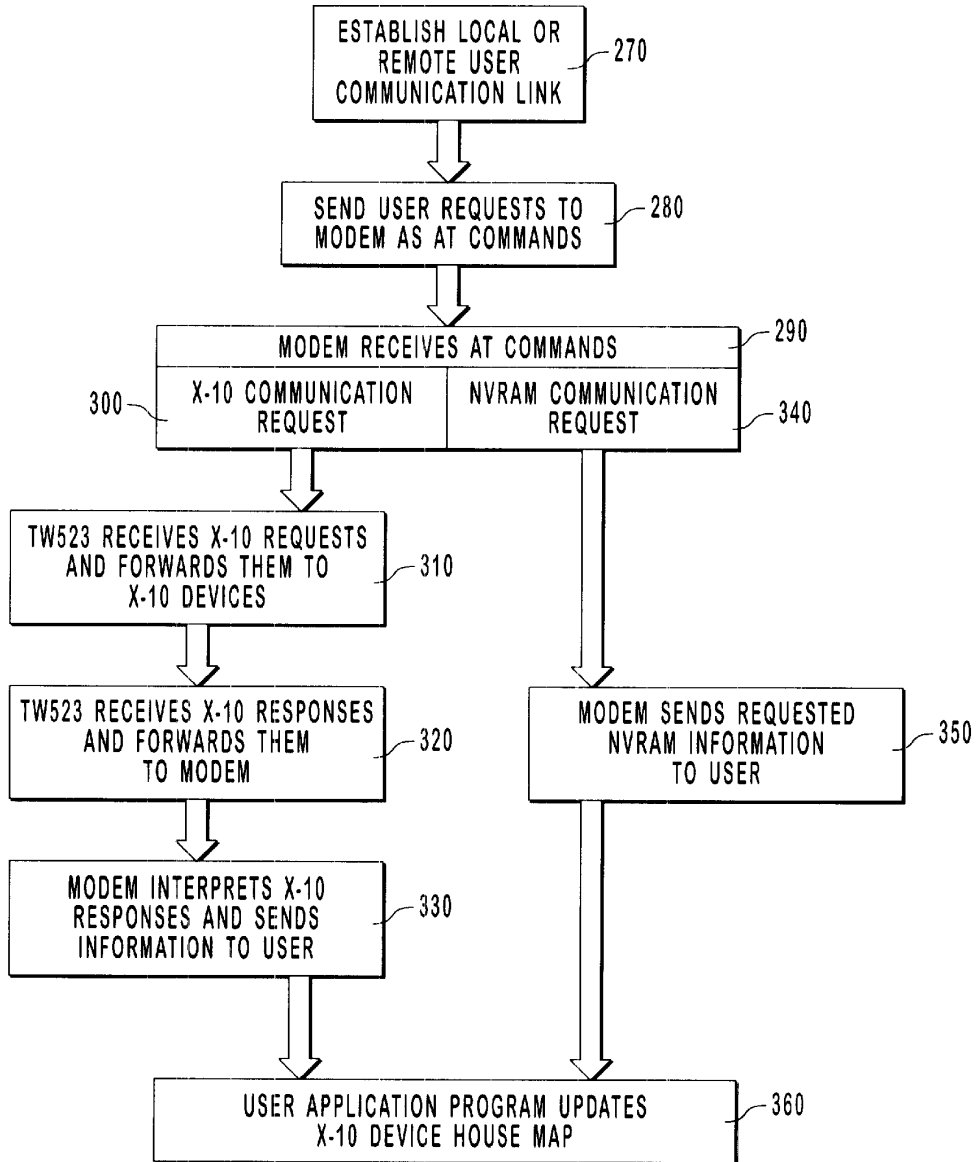 ESTABLISH LOCAL OR
REMOTE USER
COMMUNICATION LINK
270
SEND USER REQUESTS TO
MODEM AS AT COMMANDS
280
MODEM RECEIVES AT COMMANDS
290
300
X-10 COMMUNICATION
REQUEST
NVRAM COMMUNICATION
REQUEST
340
TW523 RECEIVES X-10 REQUESTS
AND FORWARDS THEM TO
X-10 DEVICES
310
TW523 RECEIVES X-10 RESPONSES
AND FORWARDS THEM
TO MODEM
320
MODEM SENDS REQUESTED
NVRAM INFORMATION
TO USER
350
MODEM INTERPRETS X-10
RESPONSES AND SENDS
INFORMATION TO USER
330
USER APPLICATION PROGRAM UPDATES
X-10 DEVICE HOUSE MAP
360